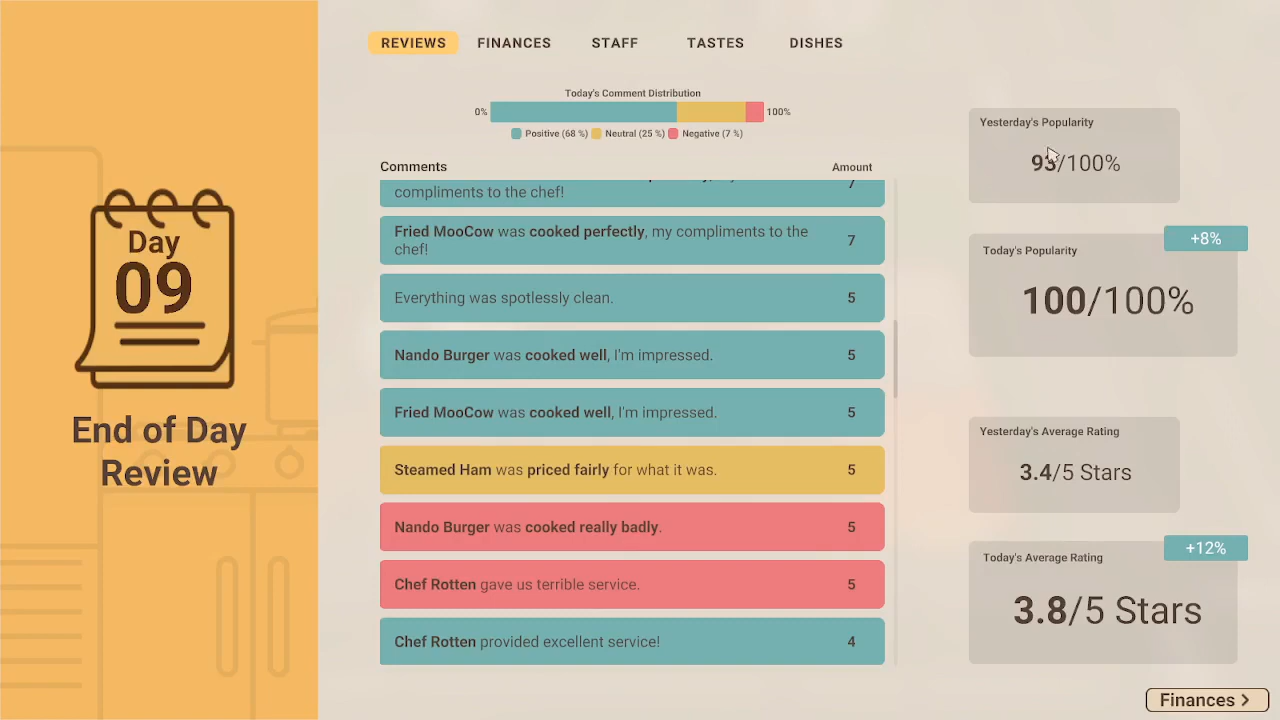 REVIEWS FINANCES STAFF TASTES DISHES
Today's Comment Distribution
0% 100%
Positive (68 %) Neutral (25 %) Negative (7 %)
Comments Amount
compliments to the chef! 7
Fried MooCow was cooked perfectly, my compliments to the
chef! 7
Everything was spotlessly clean. 5
Nando Burger was cooked well, I'm impressed. 5
Fried MooCow was cooked well, I'm impressed. 5
Steamed Ham was priced fairly for what it was. 5
Nando Burger was cooked really badly. 5
Chef Rotten gave us terrible service. 5
Chef Rotten provided excellent service! 4
Day
09
End of Day
Review
Yesterday's Popularity
93/100%
+8%
Today's Popularity
100/100%
Yesterday's Average Rating
3.4/5 Stars
+12%
Today's Average Rating
3.8/5 Stars
Finances >